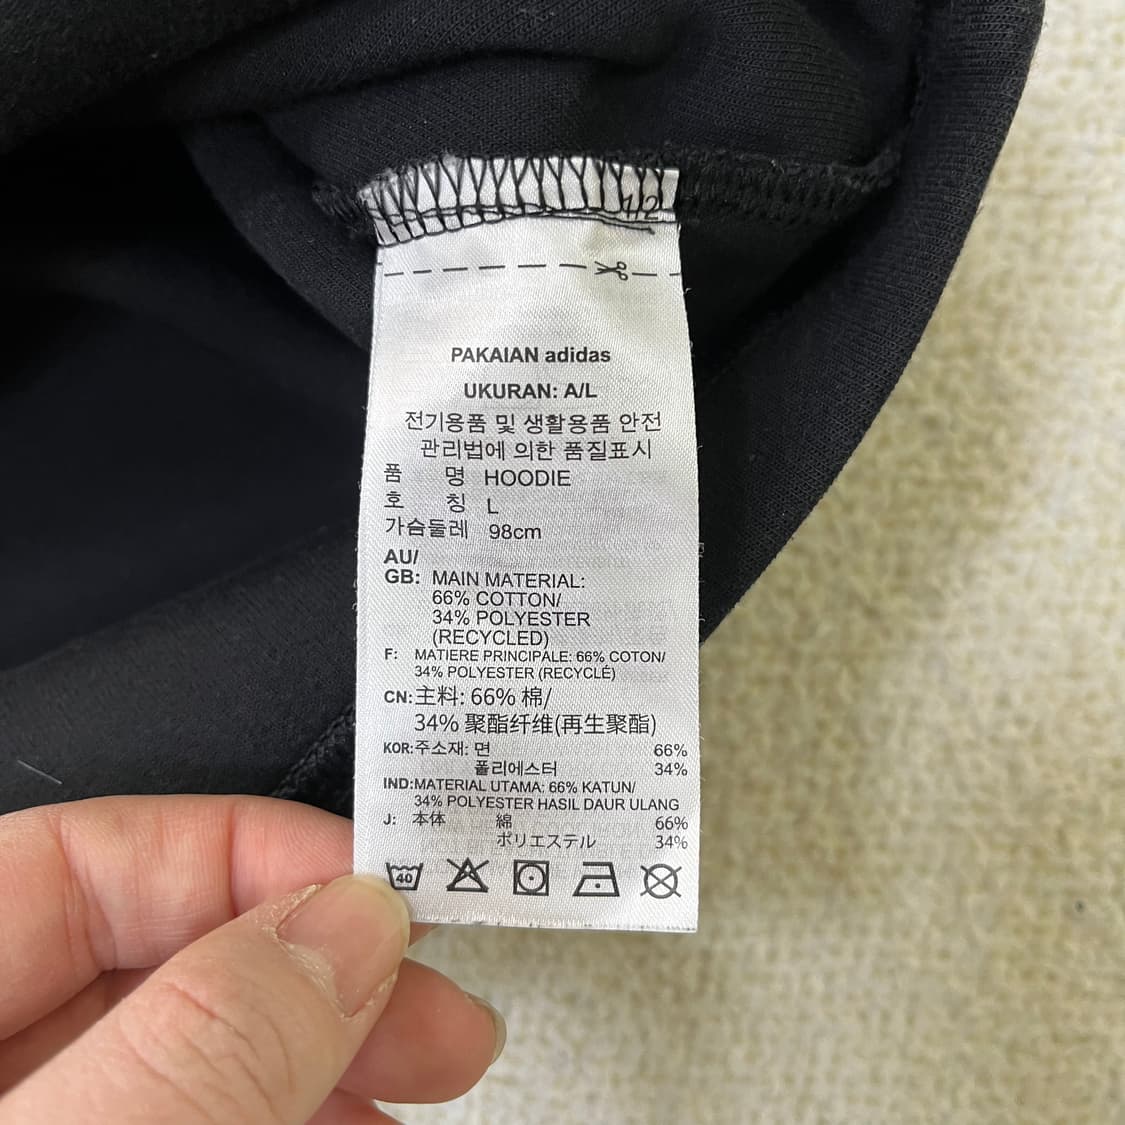 1/2
PAKAIAN adidas
UKURAN: A/L
전기용품 및 생활용품 안전
관리법에 의한 품질표시
품 명 HOODIE
호 칭 L
가슴둘레 98cm
AU/
GB: MAIN MATERIAL:
66% COTTON/
34% POLYESTER
(RECYCLED)
F: MATIERE PRINCIPALE: 66% COTON/
34% POLYESTER (RECYCLÉ)
CN: 主料: 66% 棉/
34% 聚酯纤维(再生聚酯)
KOR: 주소재: 면 66%
폴리에스터 34%
IND: MATERIAL UTAMA: 66% KATUN/
34% POLYESTER HASIL DAUR ULANG
J: 本体 綿 66%
ポリエステル 34%
40